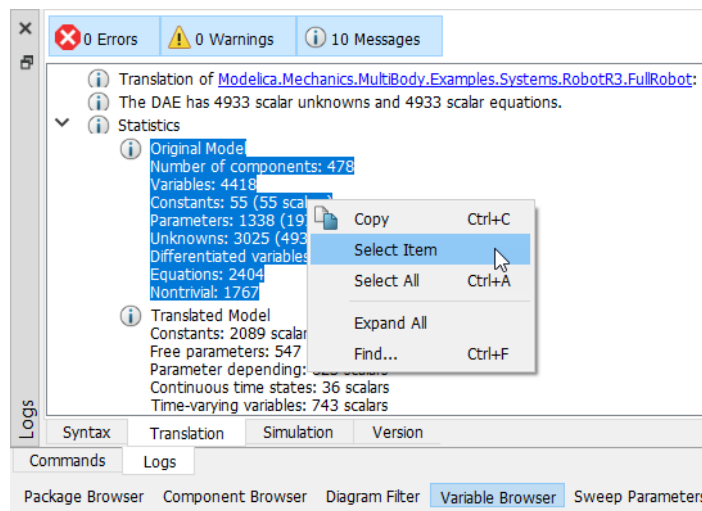 0 Errors
0 Warnings
10 Messages
Translation of Modelica.Mechanics.MultiBody.Examples.Systems.RobotR3.FullRobot:
The DAE has 4933 scalar unknowns and 4933 scalar equations.
Statistics
Original Model
Number of components: 478
Variables: 4418
Constants: 55 (55
Parameters: 1338
Unknowns: 3025
Differentiated variables
Equations: 2404
Nontrivial: 1767
Copy Ctrl+C
Select Item
Select All Ctrl+A
Expand All
Find... Ctrl+F
Translated Model
Constants: 2089
Free parameters: 547
Parameter depending:
Continuous time states: 36 scalars
Time-varying variables: 743 scalars
Logs
Syntax Translation Simulation Version
Commands Logs
Package Browser Component Browser Diagram Filter Variable Browser Sweep Parameters